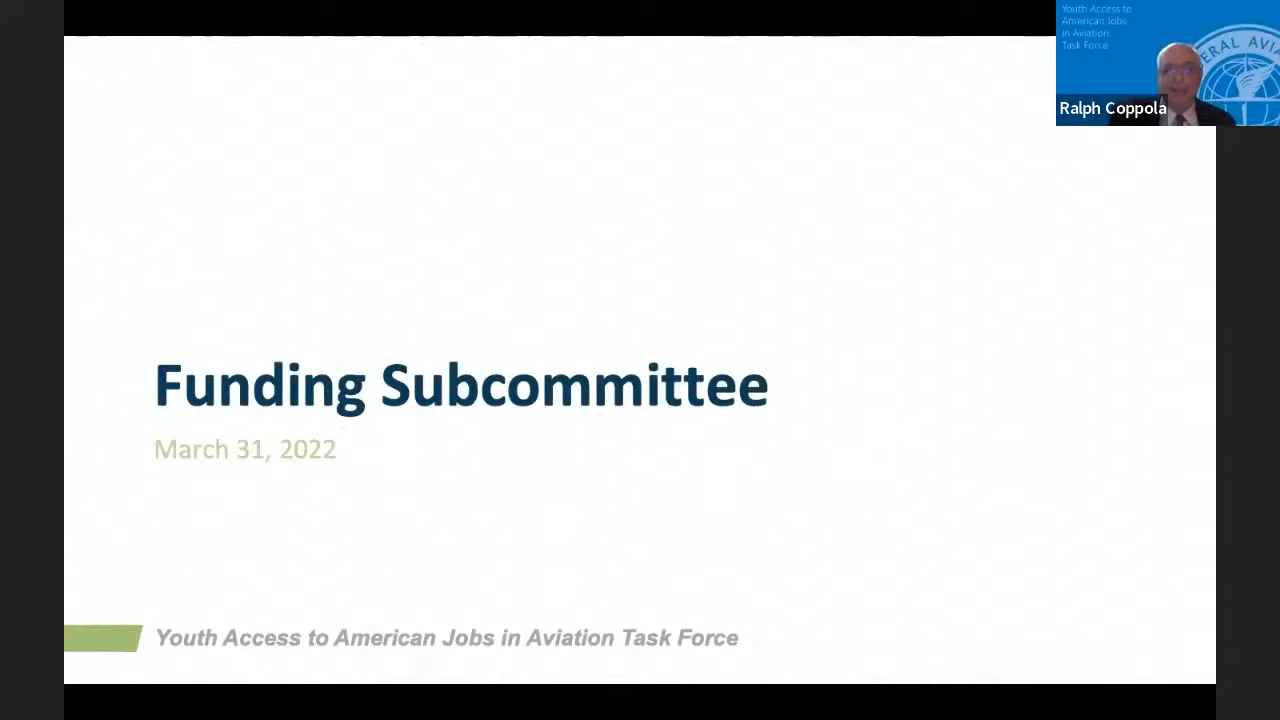 Youth Access to
American Jobs
in Aviation
Task Force
Ralph Coppola
Funding Subcommittee
March 31, 2022
Youth Access to American Jobs in Aviation Task Force